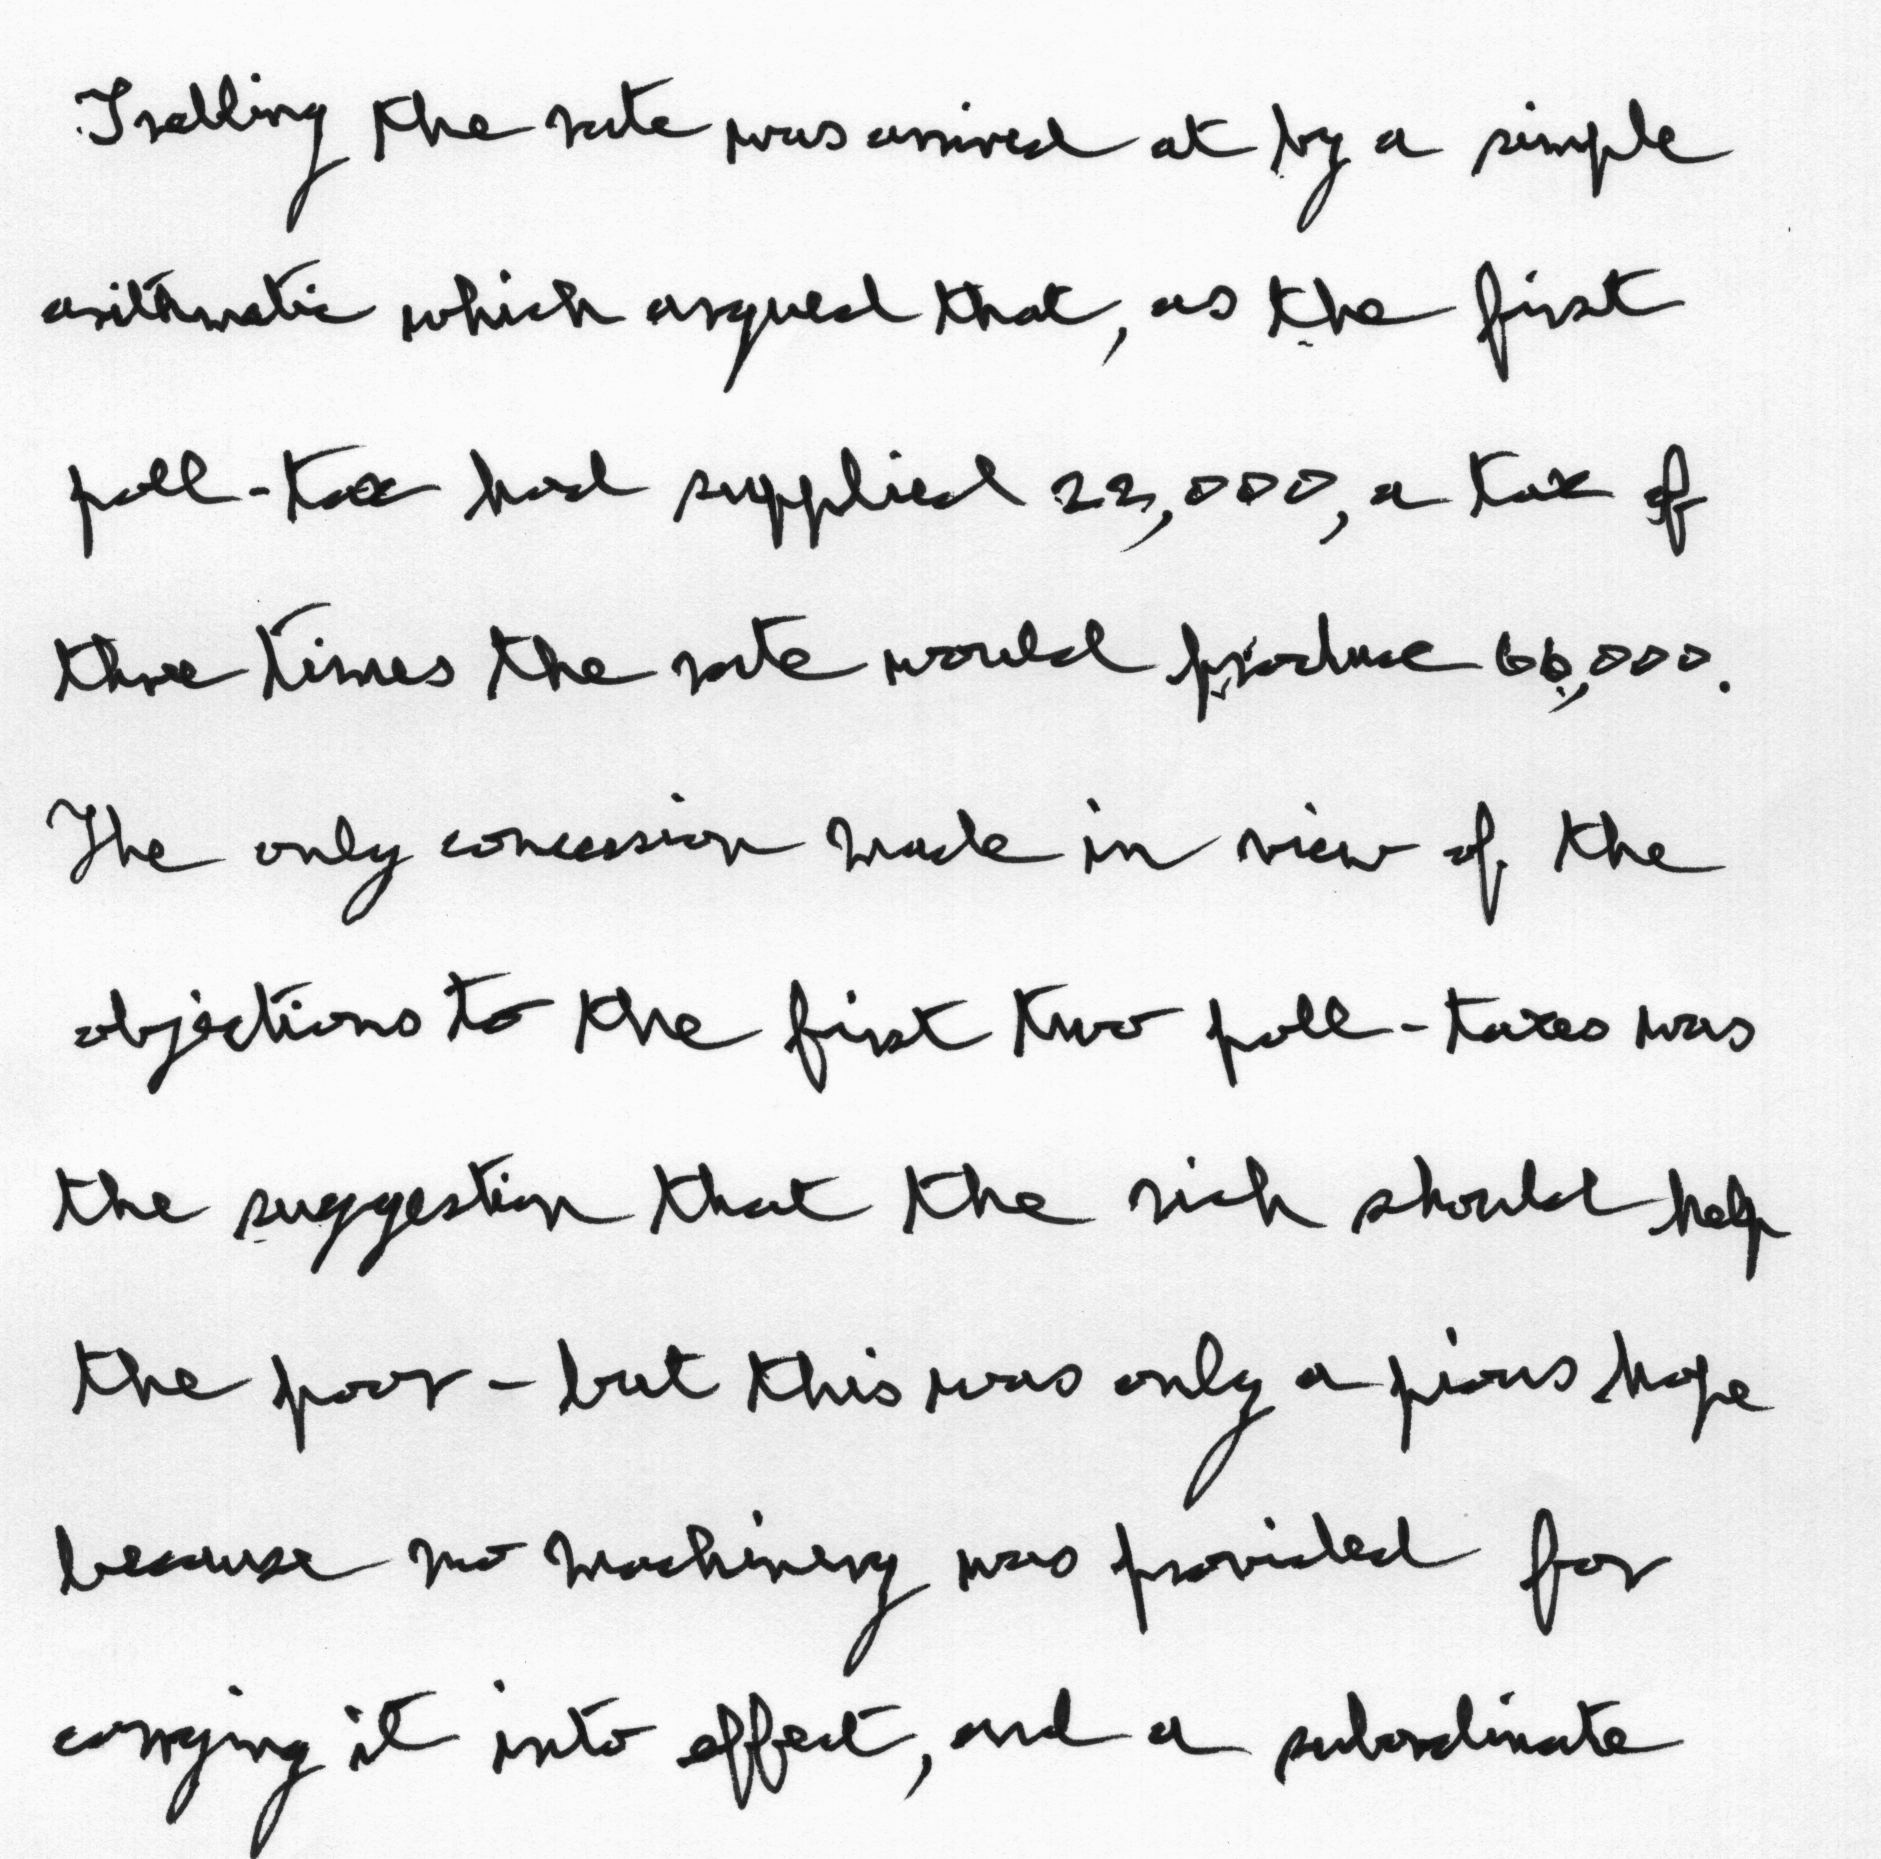 Trebling the rate was arrived at by a simple
arithmetic which argued that, as the first
poll-tax had supplied 22,000, a tax of
three times the rate would produce 66,000.
The only concession made in view of the
objections to the first two poll-taxes was
the suggestion that the rich should help
the poor - but this was only a pious hope
because no machinery was provided for
carrying it into effect, and a subordinate